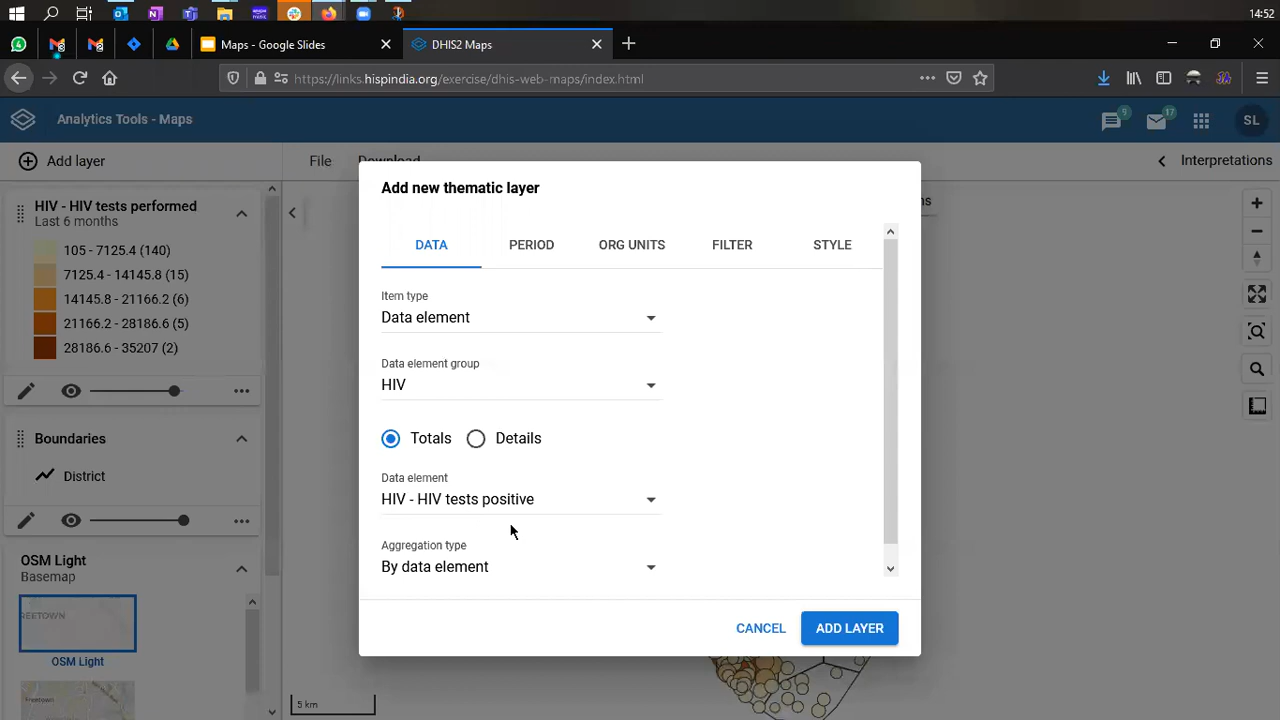 14:52
Maps - Google Slides
DHIS2 Maps
https://links.hispindia.org/exercise/dhis-web-maps/index.html
Analytics Tools - Maps
9
17
SL
Add layer
File
Download
Interpretations
HIV - HIV tests performed
Last 6 months
105 - 7125.4 (140)
7125.4 - 14145.8 (15)
14145.8 - 21166.2 (6)
21166.2 - 28186.6 (5)
28186.6 - 35207 (2)
Boundaries
District
OSM Light
Basemap
REETOWN
OSM Light
Add new thematic layer
DATA
PERIOD
ORG UNITS
FILTER
STYLE
Item type
Data element
Data element group
HIV
Totals
Details
Data element
HIV - HIV tests positive
Aggregation type
By data element
CANCEL
ADD LAYER
5 km